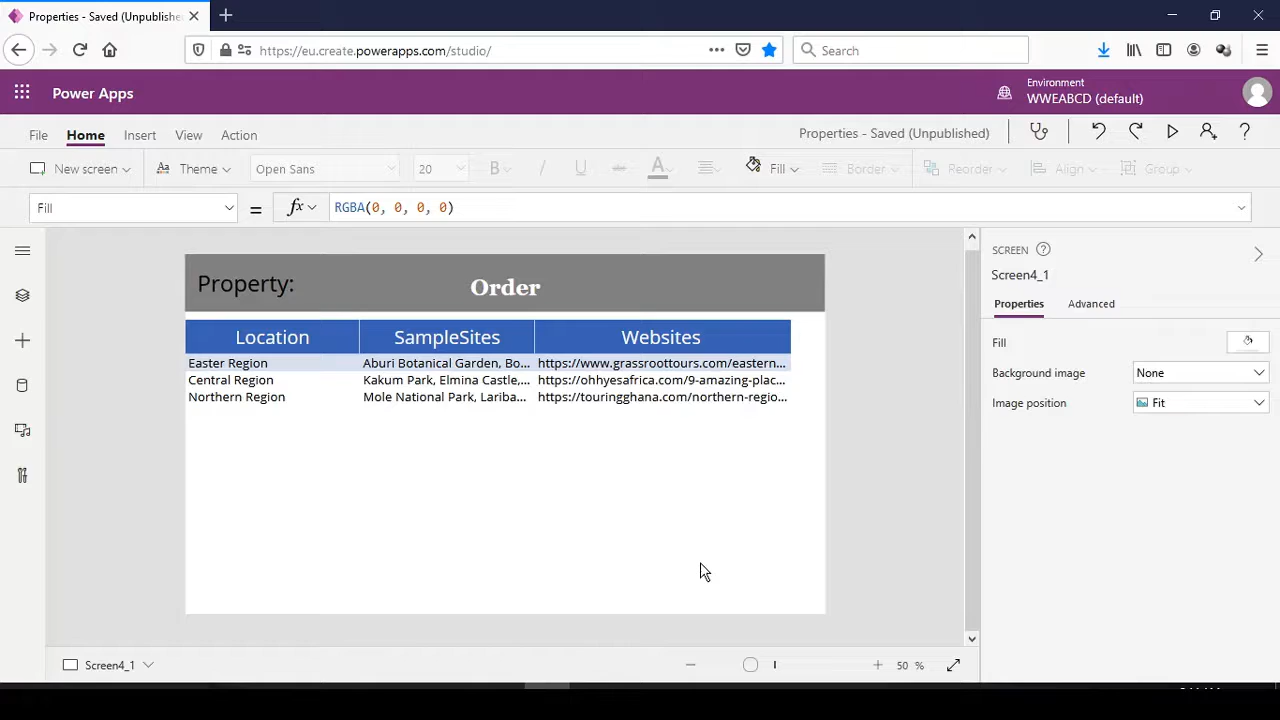 Properties - Saved (Unpublishe
https://eu.create.powerapps.com/studio/
Search
Power Apps
Environment
WWEABCD (default)
File Home Insert View Action
Properties - Saved (Unpublished)
New screen Theme Open Sans 20 B I U abc A Fill Border Reorder Align Group
Fill = fx RGBA(0, 0, 0, 0)
Property: Order
Location SampleSites Websites
Easter Region Aburi Botanical Garden, Bo... https://www.grassroottours.com/eastern...
Central Region Kakum Park, Elmina Castle,... https://ohhyesafrica.com/9-amazing-plac...
Northern Region Mole National Park, Lariba... https://touringghana.com/northern-regio...
SCREEN
Screen4_1
Properties Advanced
Fill
Background image None
Image position Fit
Screen4_1 50 %